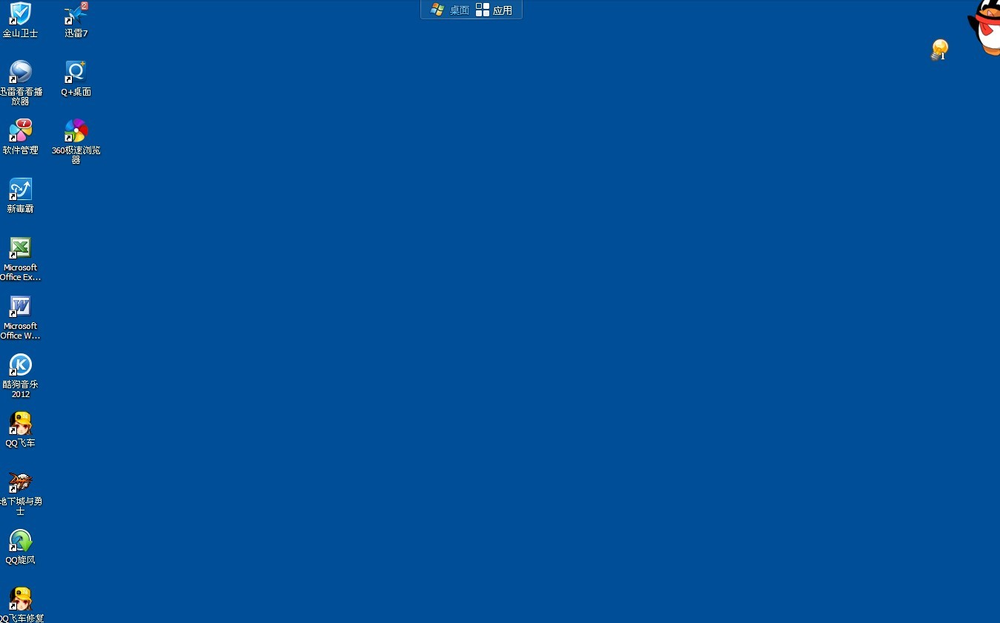 桌面 应用
金山卫士
迅雷7
2
1
迅雷看看播
放器
Q+桌面
7
软件管理
360极速浏览
器
新毒霸
Microsoft
Office Ex...
Microsoft
Office W...
酷狗音乐
2012
QQ飞车
地下城与勇
士
QQ旋风
QQ飞车修复